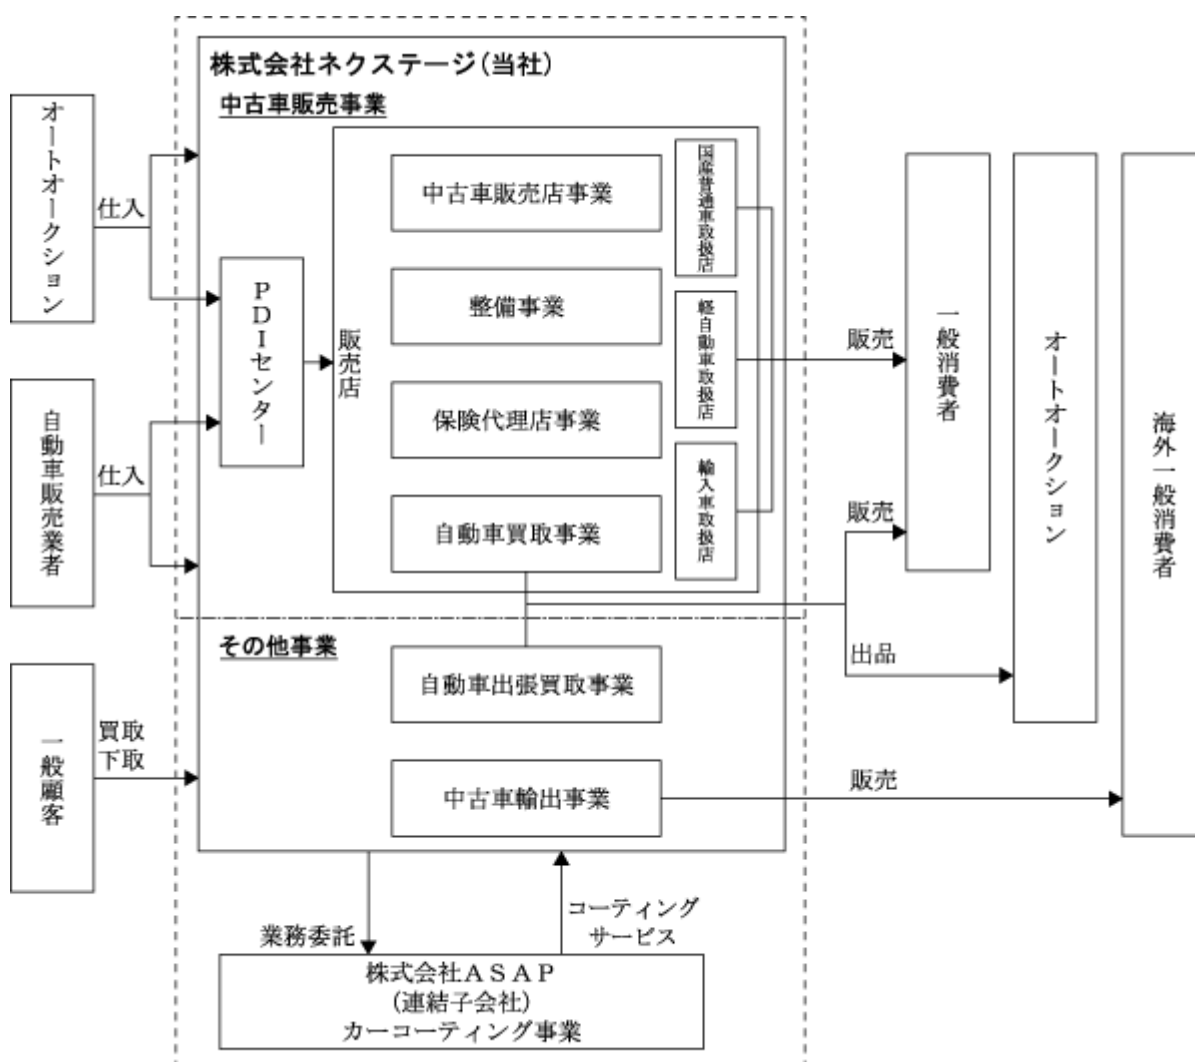 株式会社ネクステージ(当社)
中古車販売事業
オートオークション
仕入
PDIセンター
販売店
中古車販売店事業
整備事業
保険代理店事業
自動車買取事業
国産普通車取扱店
軽自動車取扱店
輸入車取扱店
自動車販売業者
仕入
販売
一般消費者
販売
オートオークション
出品
海外一般消費者
その他事業
自動車出張買取事業
一般顧客
買取
下取
中古車輸出事業
販売
業務委託
コーティング
サービス
株式会社ASAP
(連結子会社)
カーコーティング事業